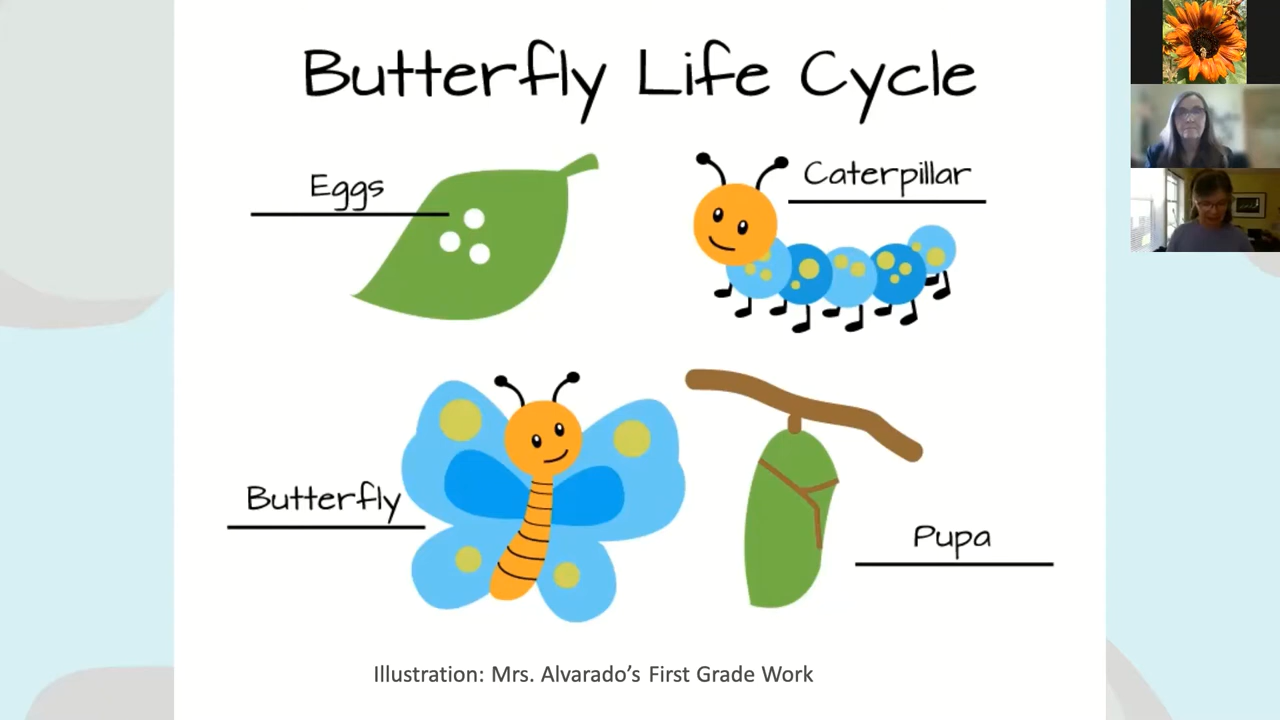 Butterfly Life Cycle
Eggs
Caterpillar
Butterfly
Pupa
Illustration: Mrs. Alvarado’s First Grade Work